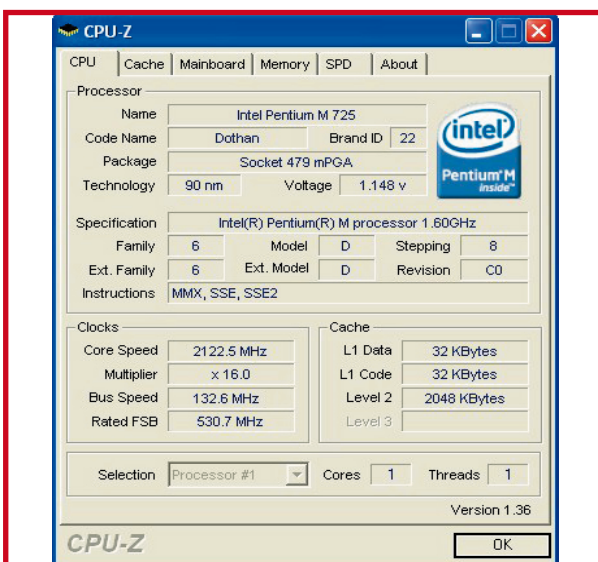 CPU-Z
CPU Cache Mainboard Memory SPD About
Processor
Name Intel Pentium M 725
Code Name Dothan Brand ID 22
Package Socket 479 mPGA
Technology 90 nm Voltage 1.148 v
intel
Pentium M
inside™
Specification Intel(R) Pentium(R) M processor 1.60GHz
Family 6 Model D Stepping 8
Ext. Family 6 Ext. Model D Revision C0
Instructions MMX, SSE, SSE2
Clocks
Core Speed 2122.5 MHz
Multiplier x 16.0
Bus Speed 132.6 MHz
Rated FSB 530.7 MHz
Cache
L1 Data 32 KBytes
L1 Code 32 KBytes
Level 2 2048 KBytes
Level 3
Selection Processor #1 Cores 1 Threads 1
Version 1.36
CPU-Z OK